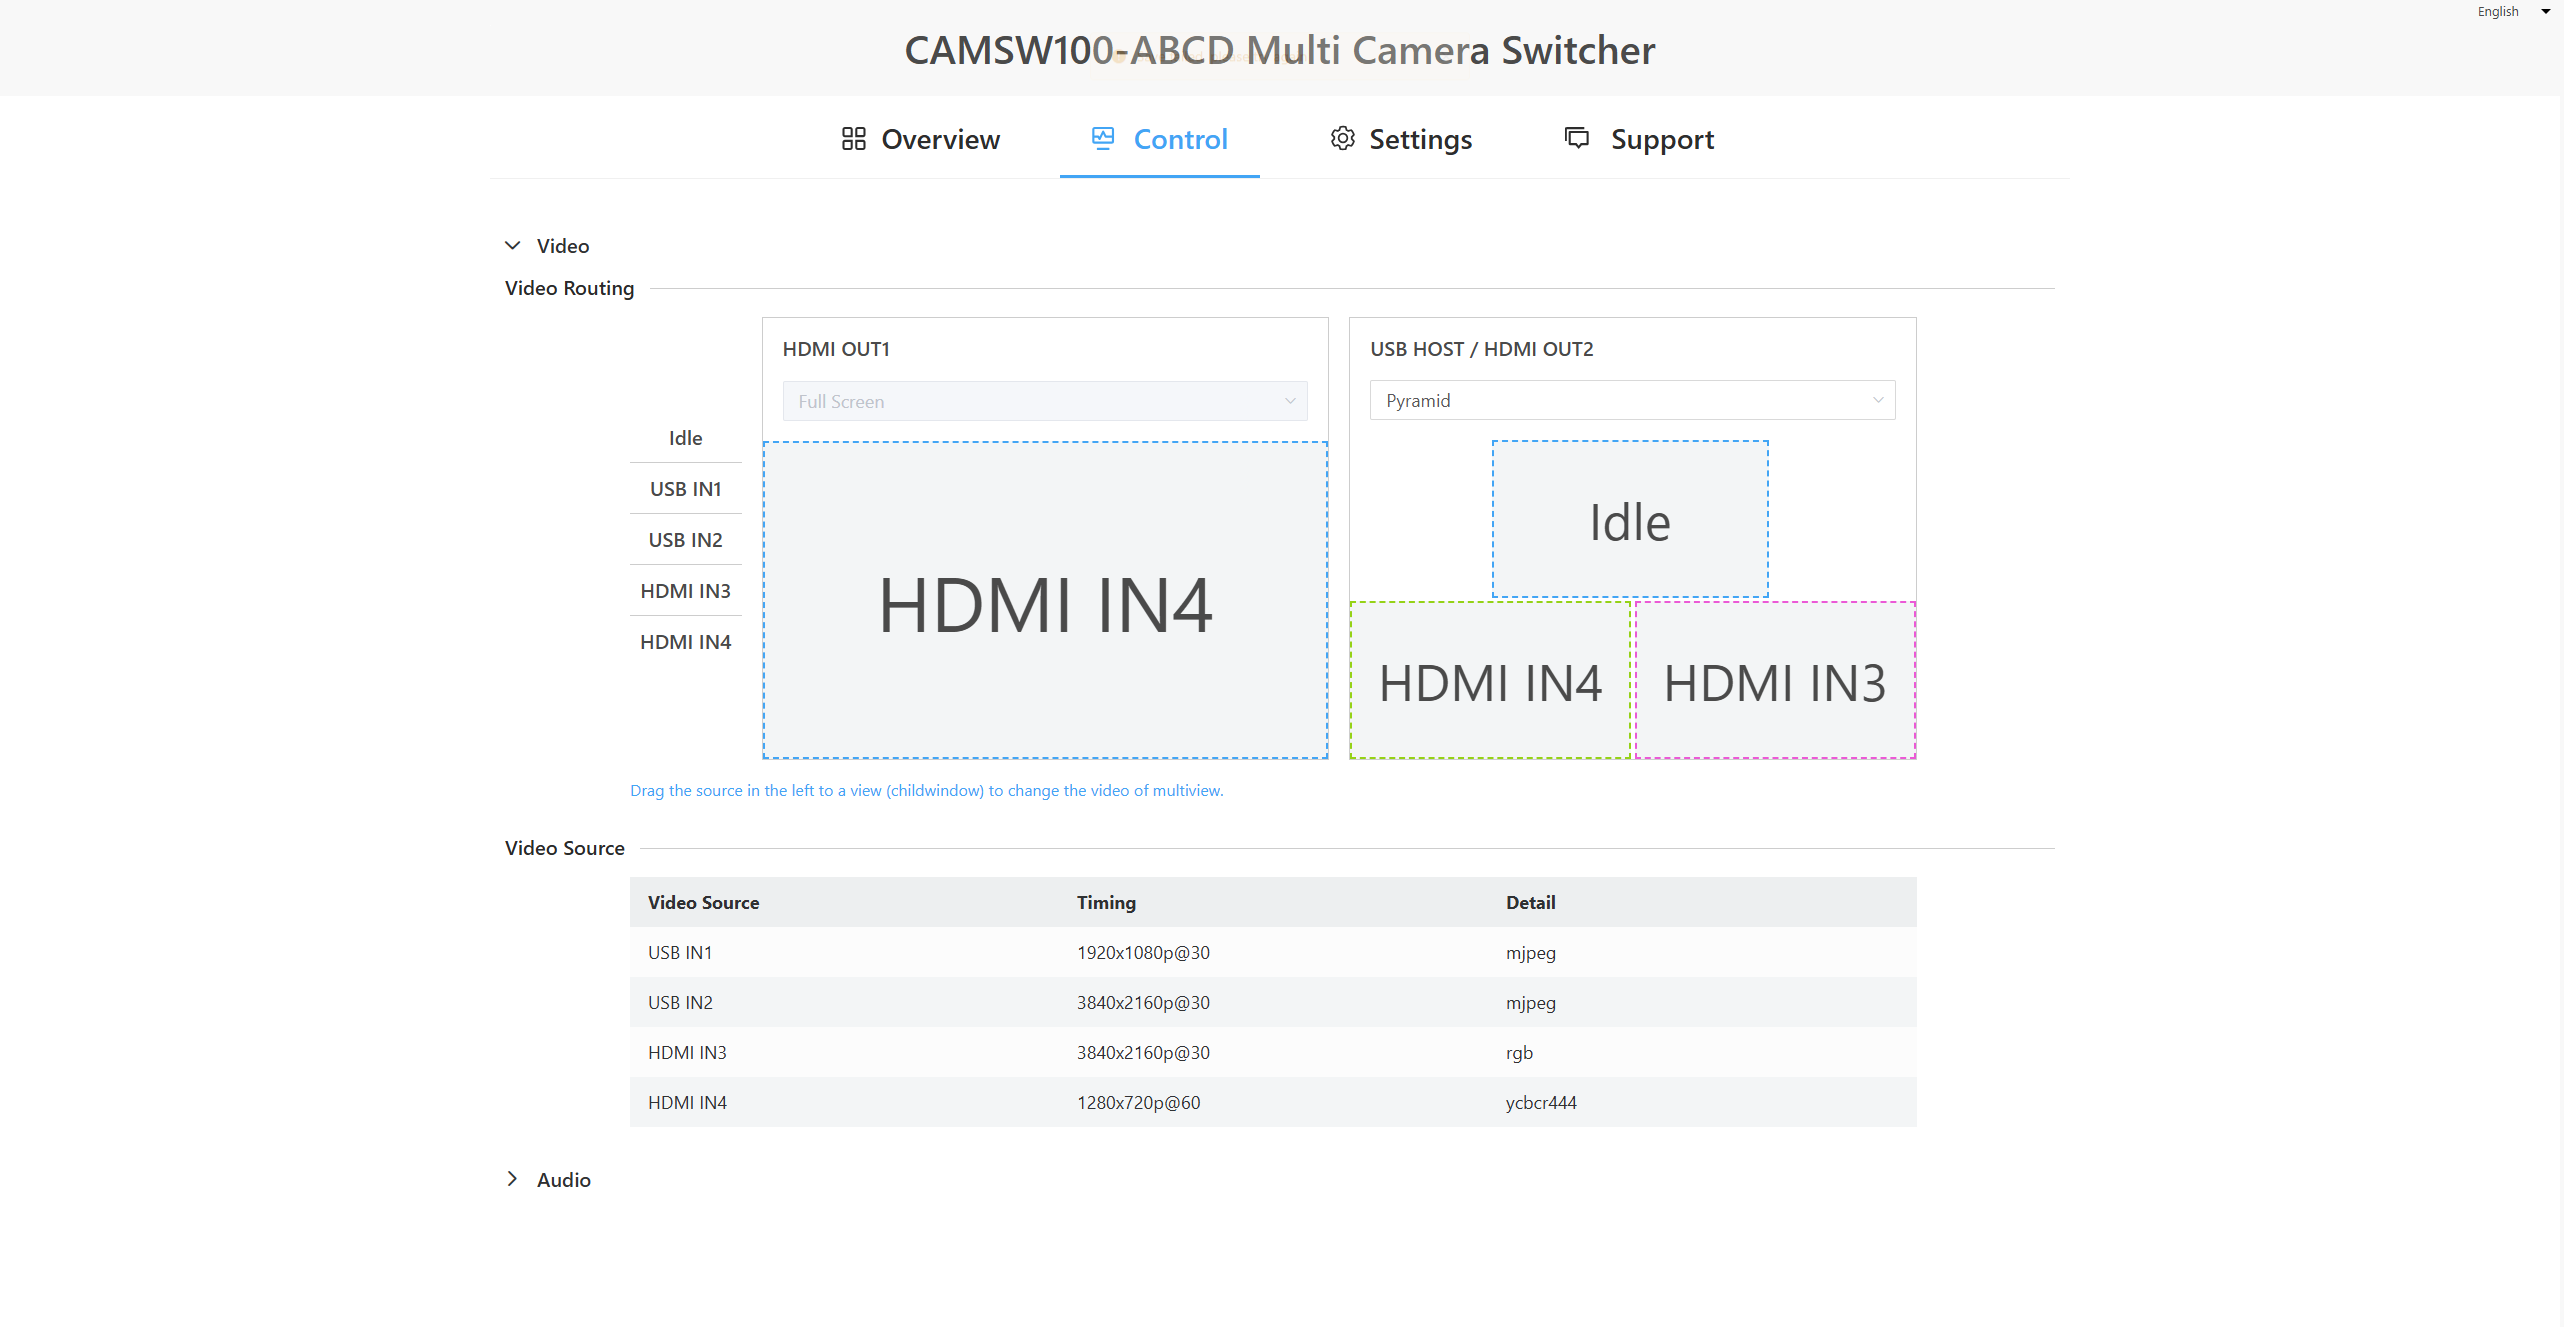 English
CAMSW100-ABCD Multi Camera Switcher
Overview
Control
Settings
Support
Video
Video Routing
Idle
USB IN1
USB IN2
HDMI IN3
HDMI IN4
HDMI OUT1
Full Screen
HDMI IN4
USB HOST / HDMI OUT2
Pyramid
Idle
HDMI IN4
HDMI IN3
Drag the source in the left to a view (childwindow) to change the video of multiview.
Video Source
Video Source Timing Detail
USB IN1 1920x1080p@30 mjpeg
USB IN2 3840x2160p@30 mjpeg
HDMI IN3 3840x2160p@30 rgb
HDMI IN4 1280x720p@60 ycbcr444
Audio